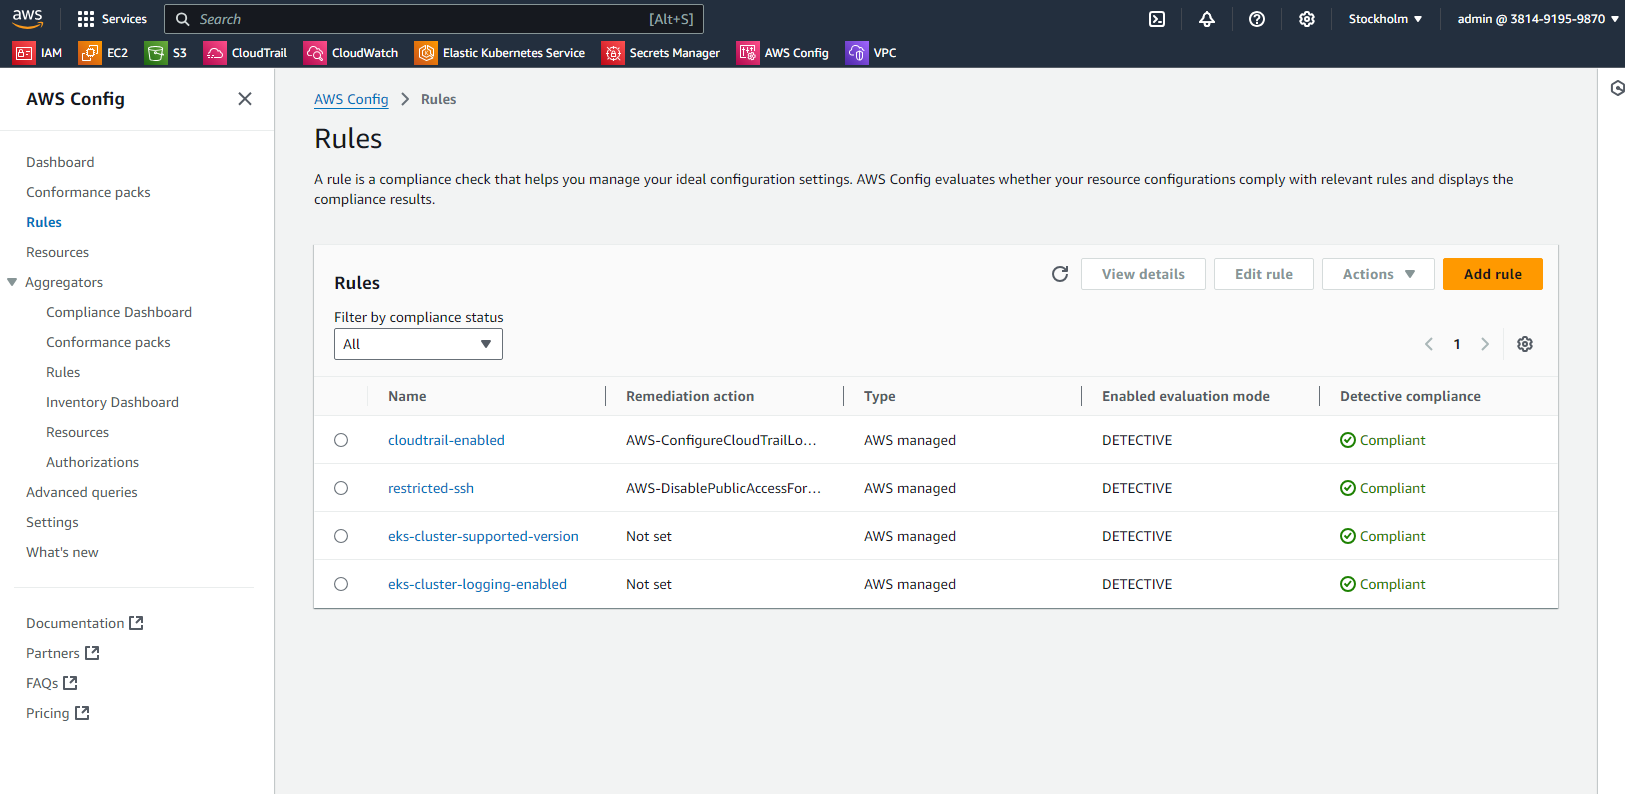 aws Services Search [Alt+S] Stockholm admin @ 3814-9195-9870
IAM EC2 S3 CloudTrail CloudWatch Elastic Kubernetes Service Secrets Manager AWS Config VPC
AWS Config
Dashboard
Conformance packs
Rules
Resources
Aggregators
Compliance Dashboard
Conformance packs
Rules
Inventory Dashboard
Resources
Authorizations
Advanced queries
Settings
What's new
Documentation
Partners
FAQs
Pricing
AWS Config > Rules
Rules
A rule is a compliance check that helps you manage your ideal configuration settings. AWS Config evaluates whether your resource configurations comply with relevant rules and displays the
compliance results.
Rules View details Edit rule Actions Add rule
Filter by compliance status
All 1
Name Remediation action Type Enabled evaluation mode Detective compliance
cloudtrail-enabled AWS-ConfigureCloudTrailLo... AWS managed DETECTIVE Compliant
restricted-ssh AWS-DisablePublicAccessFor... AWS managed DETECTIVE Compliant
eks-cluster-supported-version Not set AWS managed DETECTIVE Compliant
eks-cluster-logging-enabled Not set AWS managed DETECTIVE Compliant